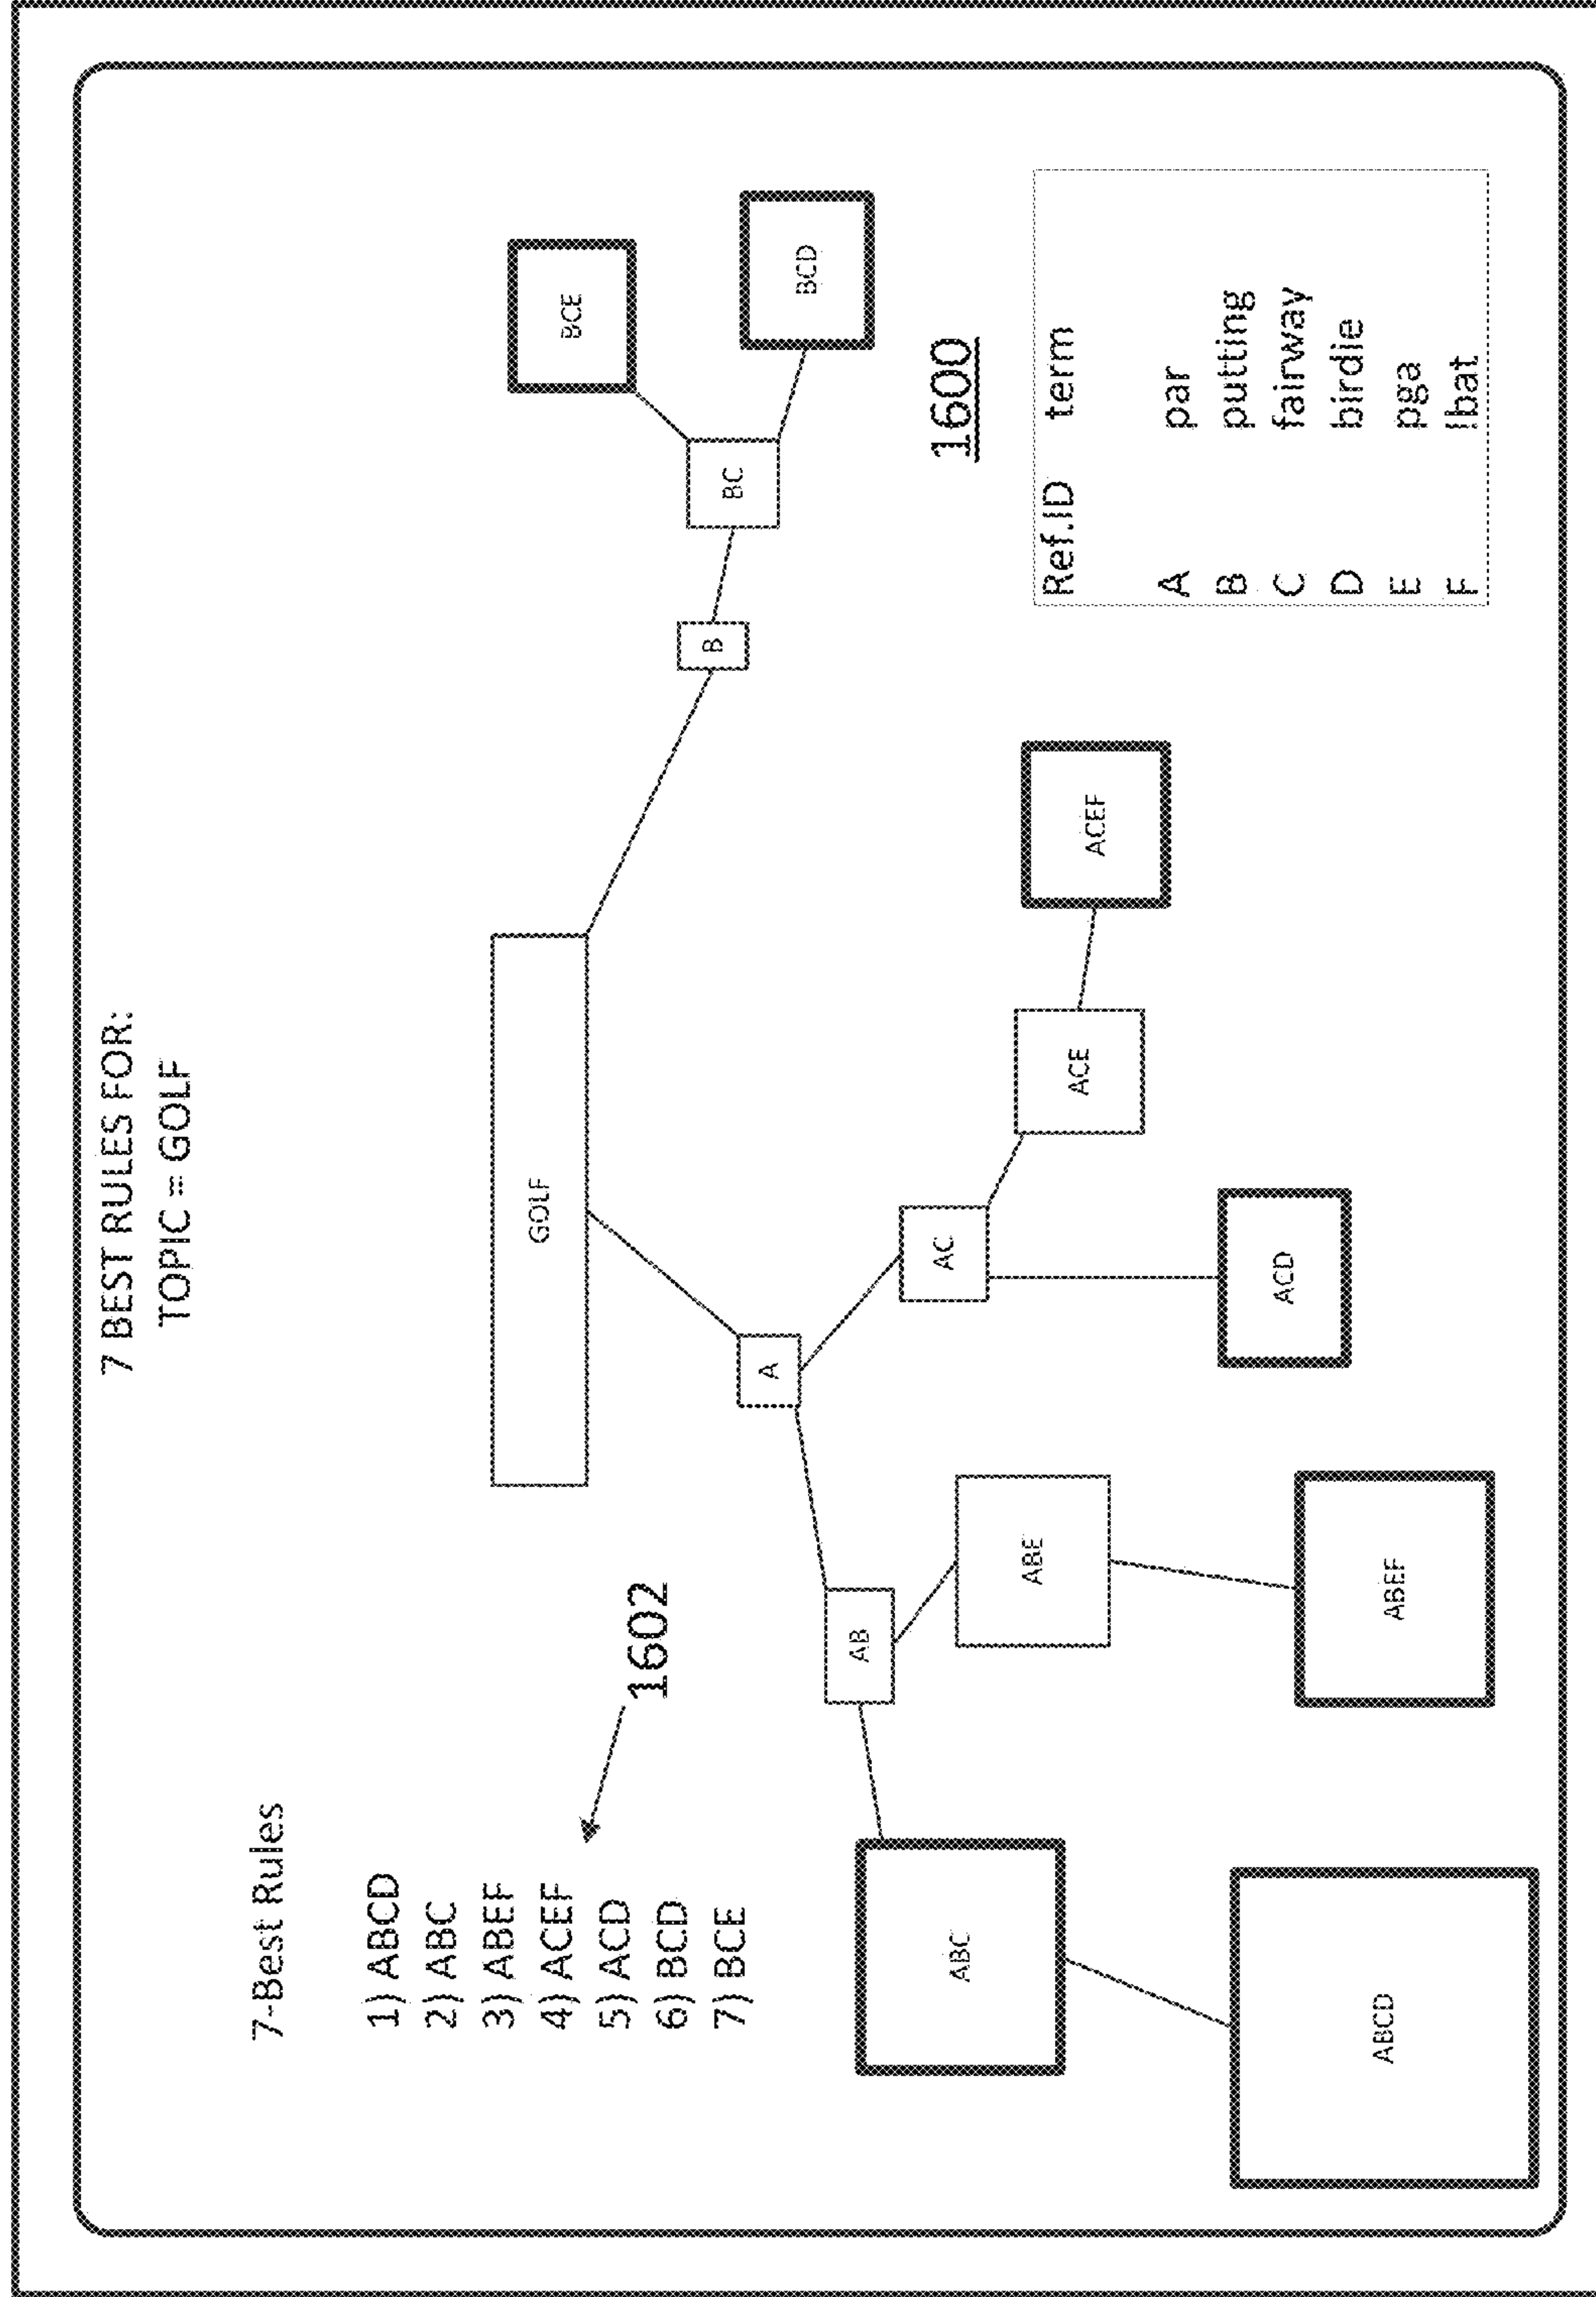 7 BEST RULES FOR:
TOPIC = GOLF
7-Best Rules
1) ABCD
2) ABC
3) ABEF
4) ACEF
5) ACD
6) BCD
7) BCE
1602
GOLF
A
B
AB
AC
BC
BCE
BCD
ABC
ABE
ACE
ACEF
ACD
ABCD
ABEF
1600
Ref.ID term
A par
B putting
C fairway
D birdie
E pga
F !bat